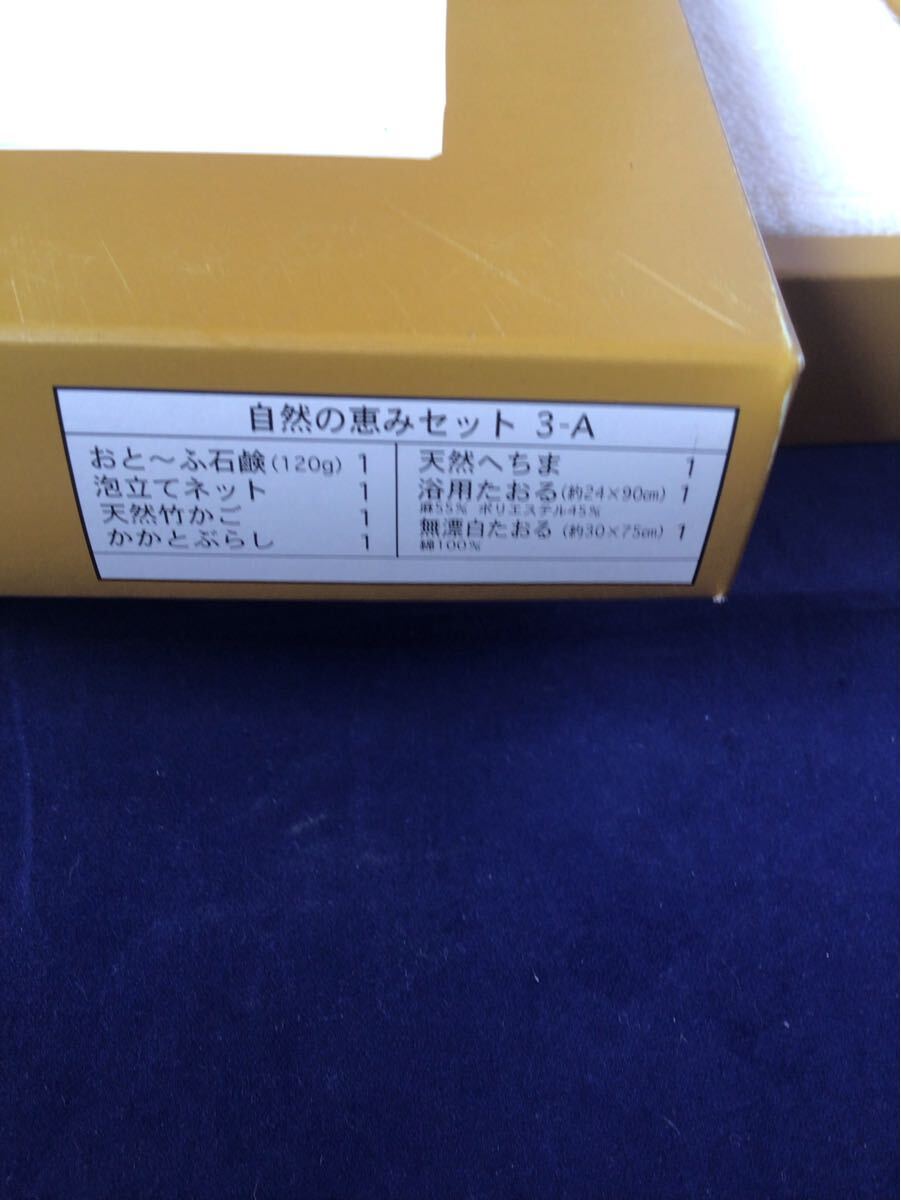 自然の恵みセット 3-A
おと～ふ石鹸(120g) 1
泡立てネット 1
天然竹かご 1
かかとぶらし 1
天然へちま 1
浴用たおる(約24×90㎝) 1
麻55% ポリエステル45%
無漂白たおる(約30×75㎝) 1
綿100%